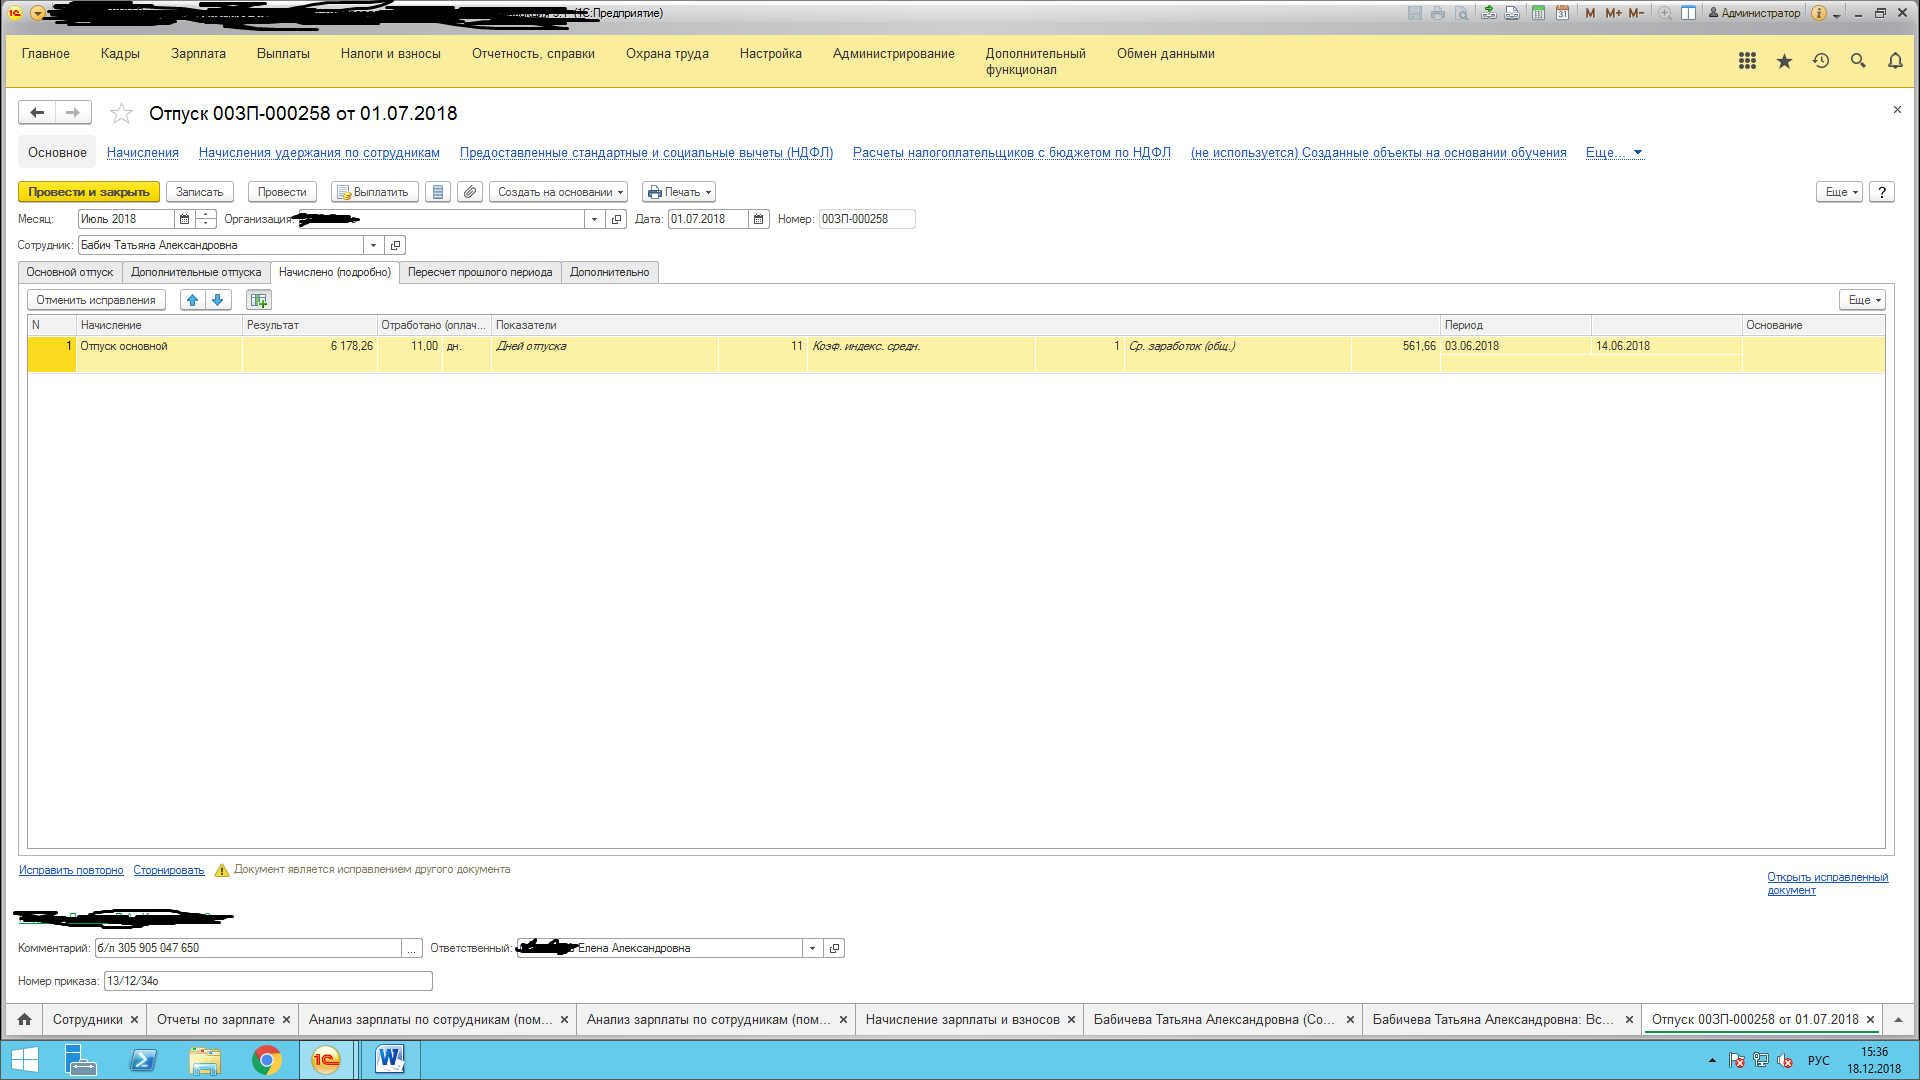 (1С:Предприятие)
M M+ M- Администратор
Главное Кадры Зарплата Выплаты Налоги и взносы Отчетность, справки Охрана труда Настройка Администрирование Дополнительный функционал Обмен данными
Отпуск 00ЗП-000258 от 01.07.2018
Основное Начисления Начисления удержания по сотрудникам Предоставленные стандартные и социальные вычеты (НДФЛ) Расчеты налогоплательщиков с бюджетом по НДФЛ (не используется) Созданные объекты на основании обучения Еще...
Провести и закрыть Записать Провести Выплатить Создать на основании Печать Еще ?
Месяц: Июль 2018 Организация: Дата: 01.07.2018 Номер: 00ЗП-000258
Сотрудник: Бабич Татьяна Александровна
Основной отпуск Дополнительные отпуска Начислено (подробно) Пересчет прошлого периода Дополнительно
Отменить исправления Еще
N Начисление Результат Отработано (оплач... Показатели Период Основание
1 Отпуск основной 6 178,26 11,00 дн. Дней отпуска 11 Коэф. индекс. средн. 1 Ср. заработок (общ.) 561,66 03.06.2018 14.06.2018
Исправить повторно Сторнировать Документ является исправлением другого документа
Открыть исправленный документ
Комментарий: б/л 305 905 047 650 ... Ответственный: Елена Александровна
Номер приказа: 13/12/34о
Сотрудники Отчеты по зарплате Анализ зарплаты по сотрудникам (пом... Анализ зарплаты по сотрудникам (пом... Начисление зарплаты и взносов Бабичева Татьяна Александровна (Со... Бабичева Татьяна Александровна: Вс... Отпуск 00ЗП-000258 от 01.07.2018
РУС 15:36
18.12.2018